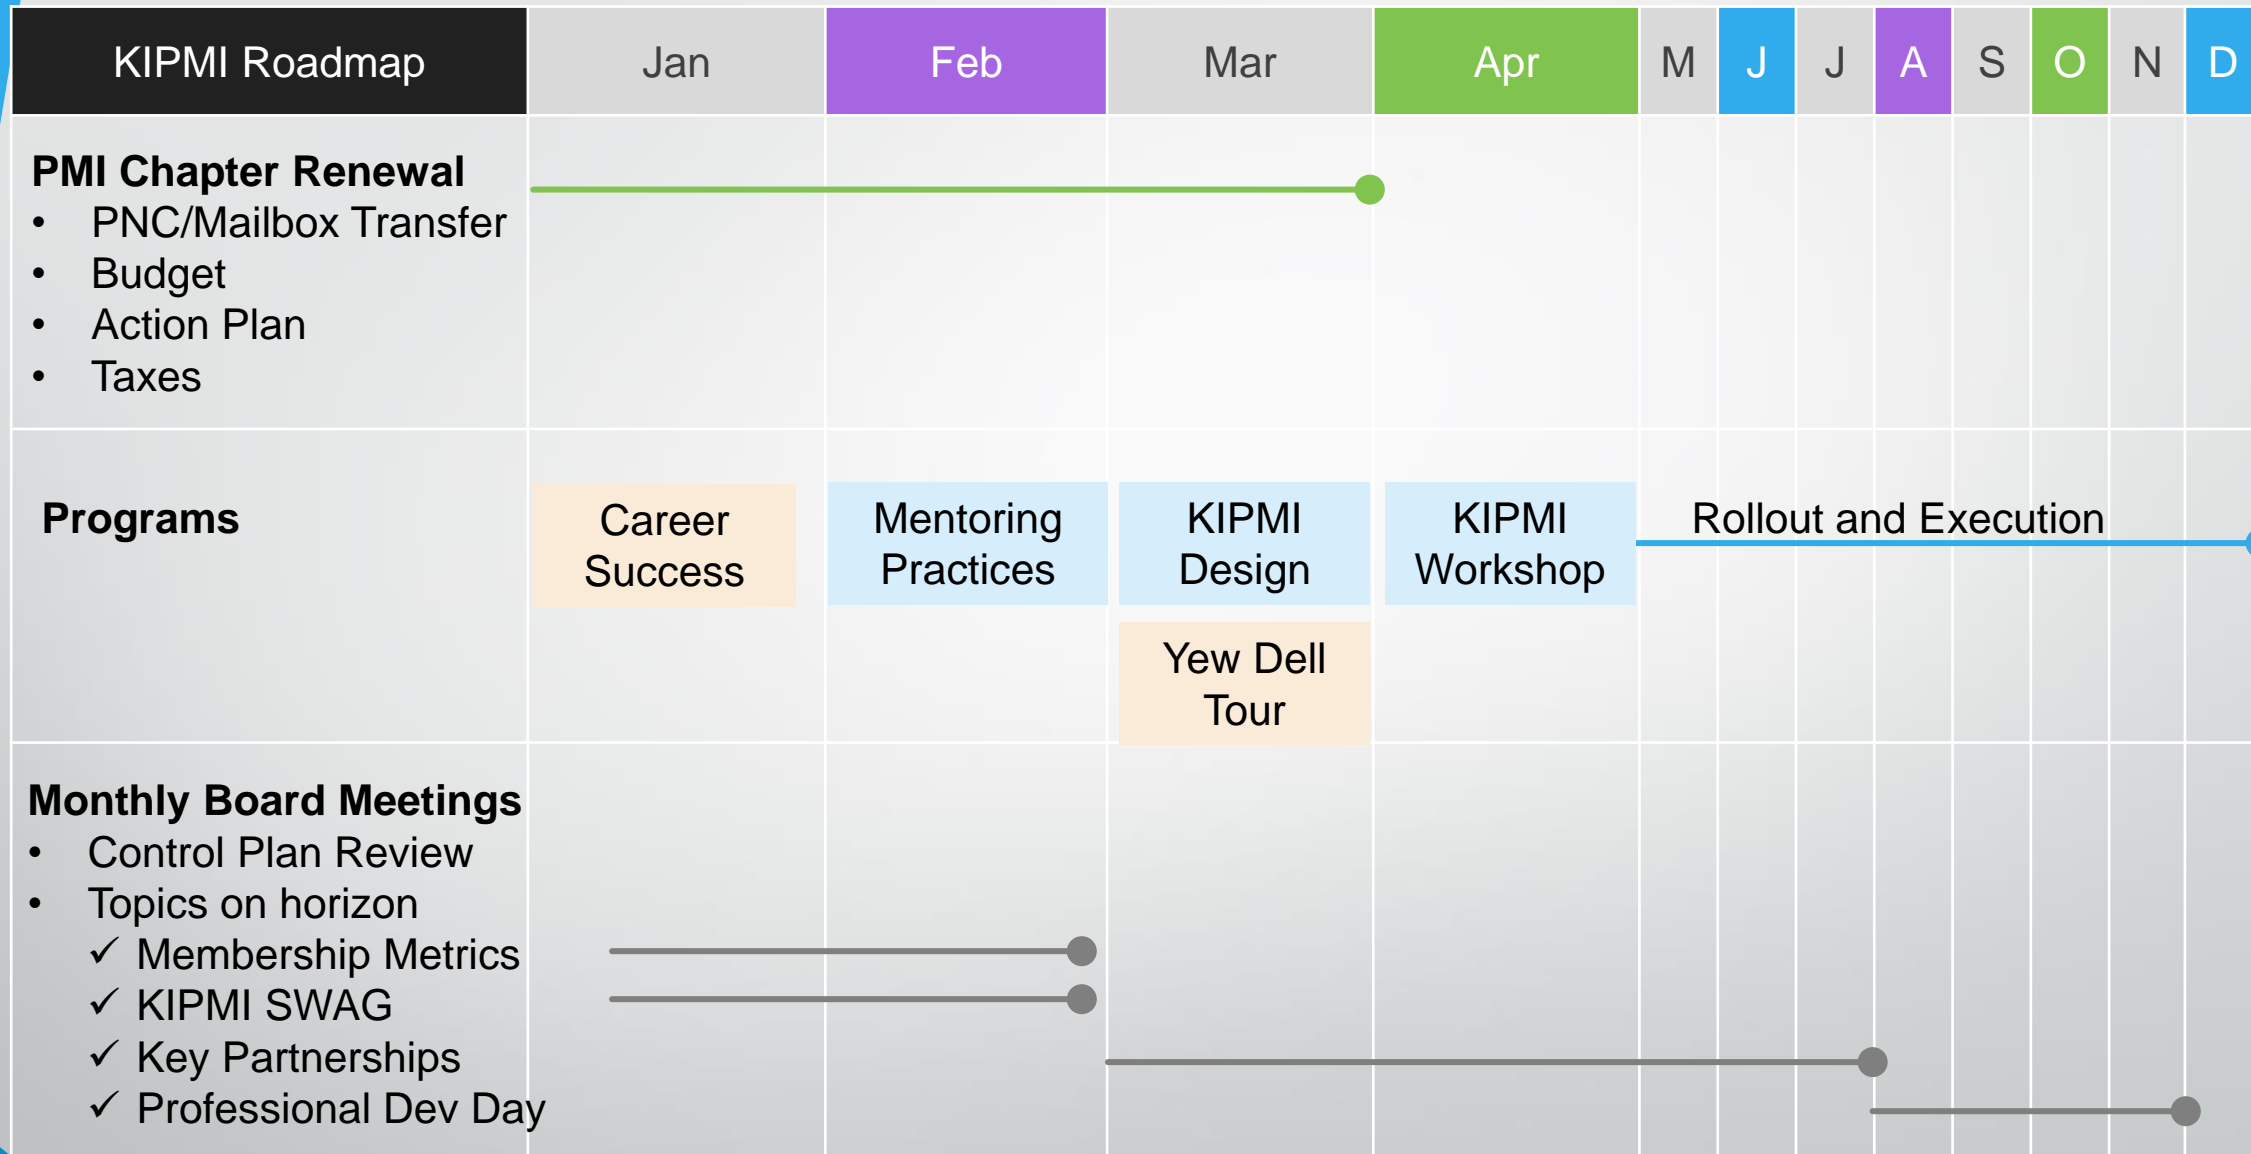 KIPMI Roadmap Jan Feb Mar Apr M J J A S O N D
PMI Chapter Renewal
• PNC/Mailbox Transfer
• Budget
• Action Plan
• Taxes
Programs
Career
Success
Mentoring
Practices
KIPMI
Design
KIPMI
Workshop
Rollout and Execution
Yew Dell
Tour
Monthly Board Meetings
• Control Plan Review
• Topics on horizon
✓ Membership Metrics
✓ KIPMI SWAG
✓ Key Partnerships
✓ Professional Dev Day